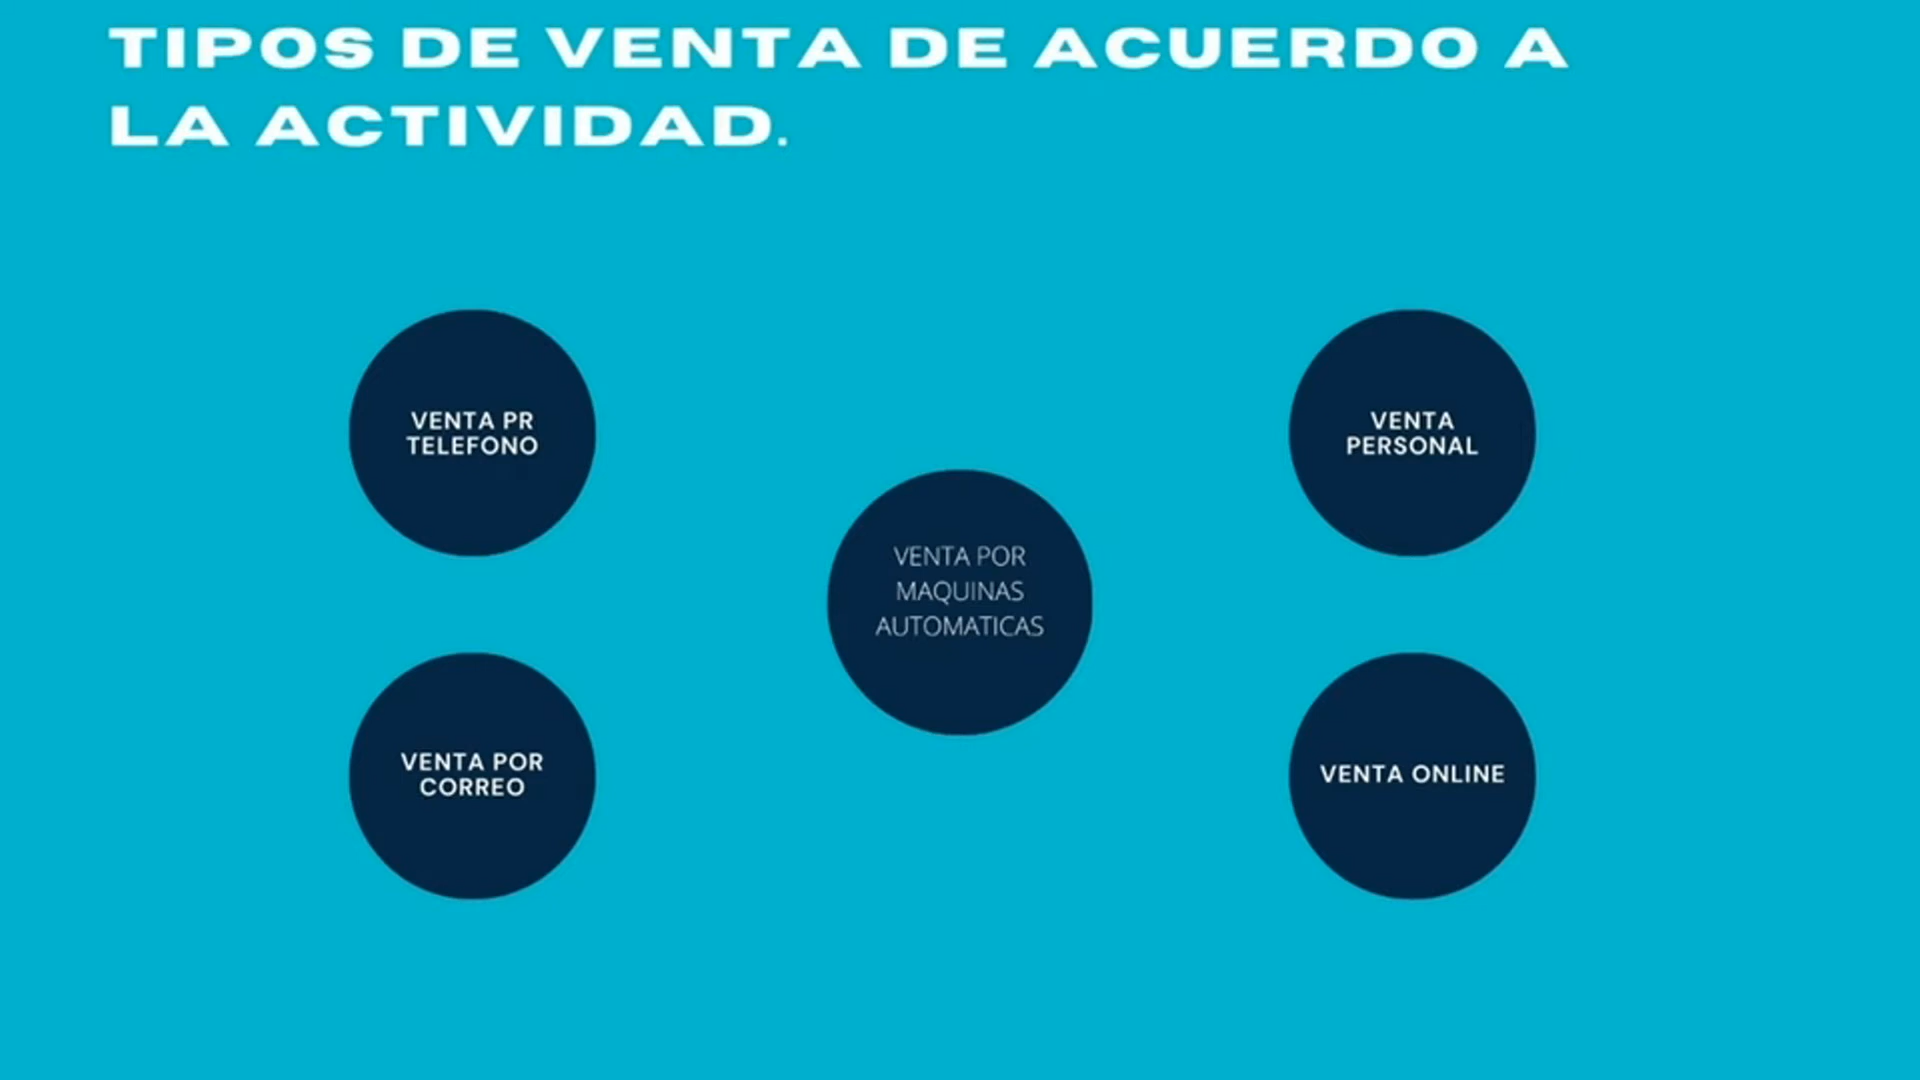 TIPOS DE VENTA DE ACUERDO A
LA ACTIVIDAD.
VENTA PR
TELEFONO
VENTA
PERSONAL
VENTA POR
MAQUINAS
AUTOMATICAS
VENTA POR
CORREO
VENTA ONLINE